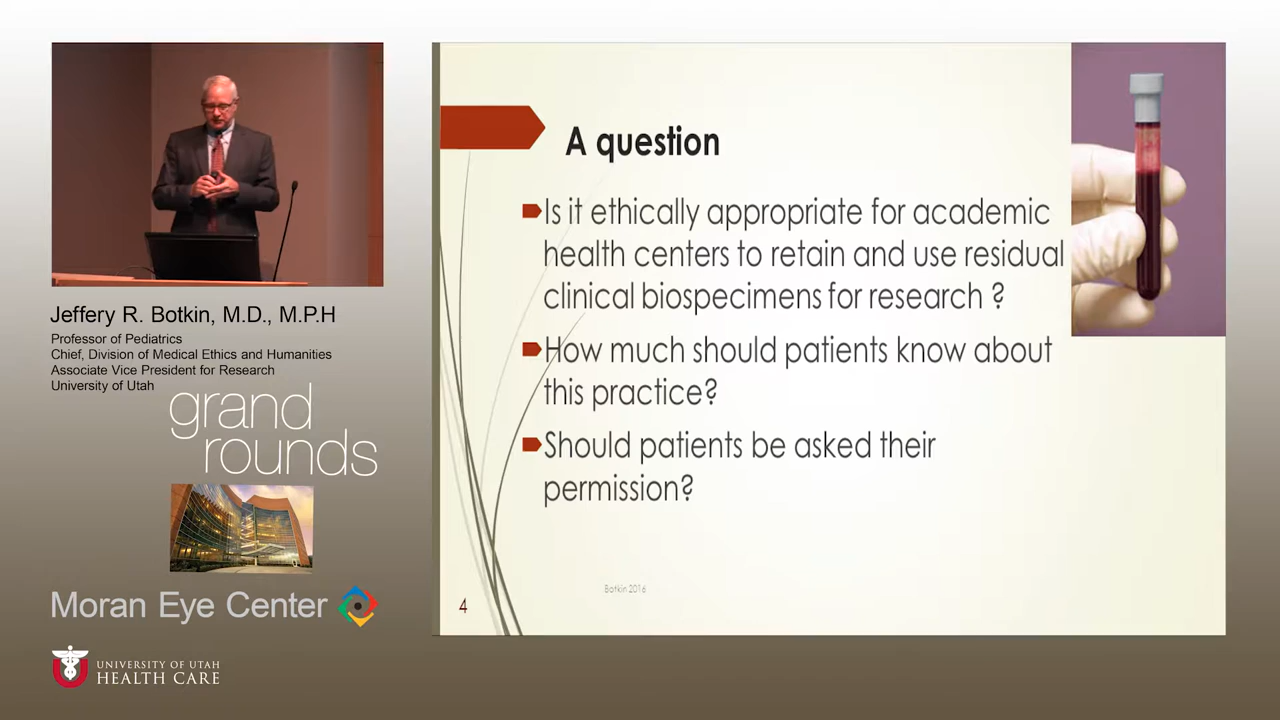 Jeffery R. Botkin, M.D., M.P.H
Professor of Pediatrics
Chief, Division of Medical Ethics and Humanities
Associate Vice President for Research
University of Utah
grand
rounds
Moran Eye Center
UNIVERSITY OF UTAH
HEALTH CARE
A question
Is it ethically appropriate for academic
health centers to retain and use residual
clinical biospecimens for research ?
How much should patients know about
this practice?
Should patients be asked their
permission?
Botkin 2016
4